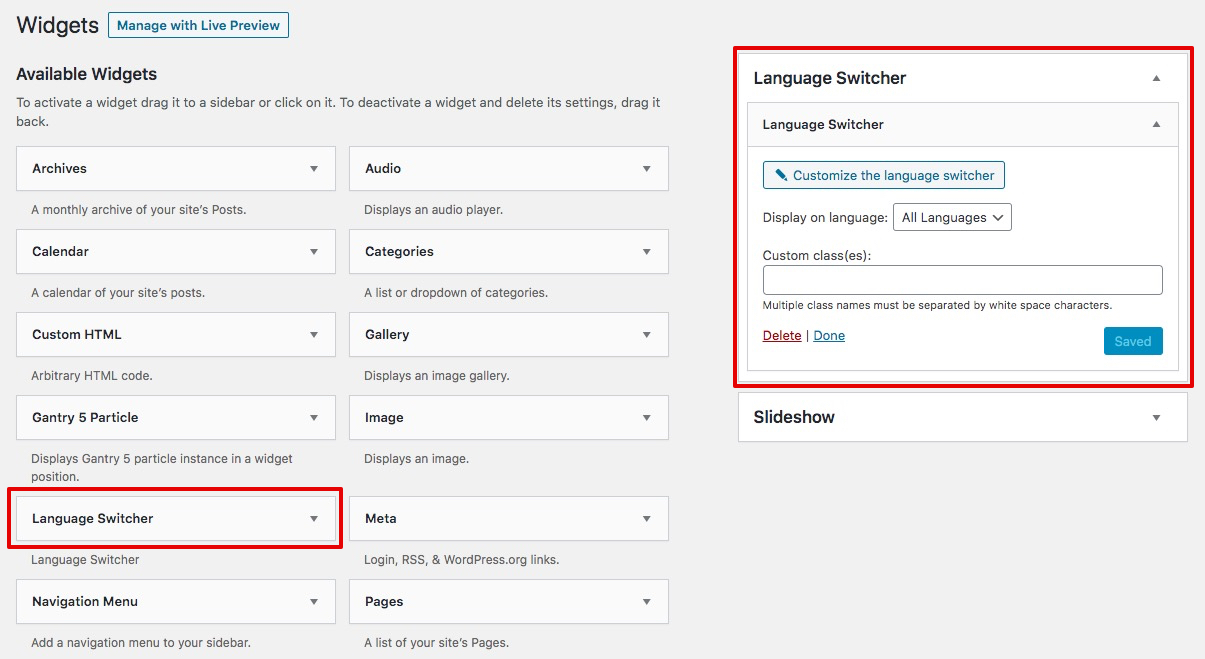 Widgets
Manage with Live Preview
Available Widgets
To activate a widget drag it to a sidebar or click on it. To deactivate a widget and delete its settings, drag it
back.
Archives
Audio
A monthly archive of your site's Posts.
Displays an audio player.
Calendar
Categories
A calendar of your site's posts.
A list or dropdown of categories.
Custom HTML
Gallery
Arbitrary HTML code.
Displays an image gallery.
Gantry 5 Particle
Image
Displays Gantry 5 particle instance in a widget
position.
Displays an image.
Language Switcher
Meta
Language Switcher
Login, RSS, & WordPress.org links.
Navigation Menu
Pages
Add a navigation menu to your sidebar.
A list of your site's Pages.
Language Switcher
Language Switcher
Customize the language switcher
Display on language: All Languages
Custom class(es):
Multiple class names must be separated by white space characters.
Delete | Done
Saved
Slideshow